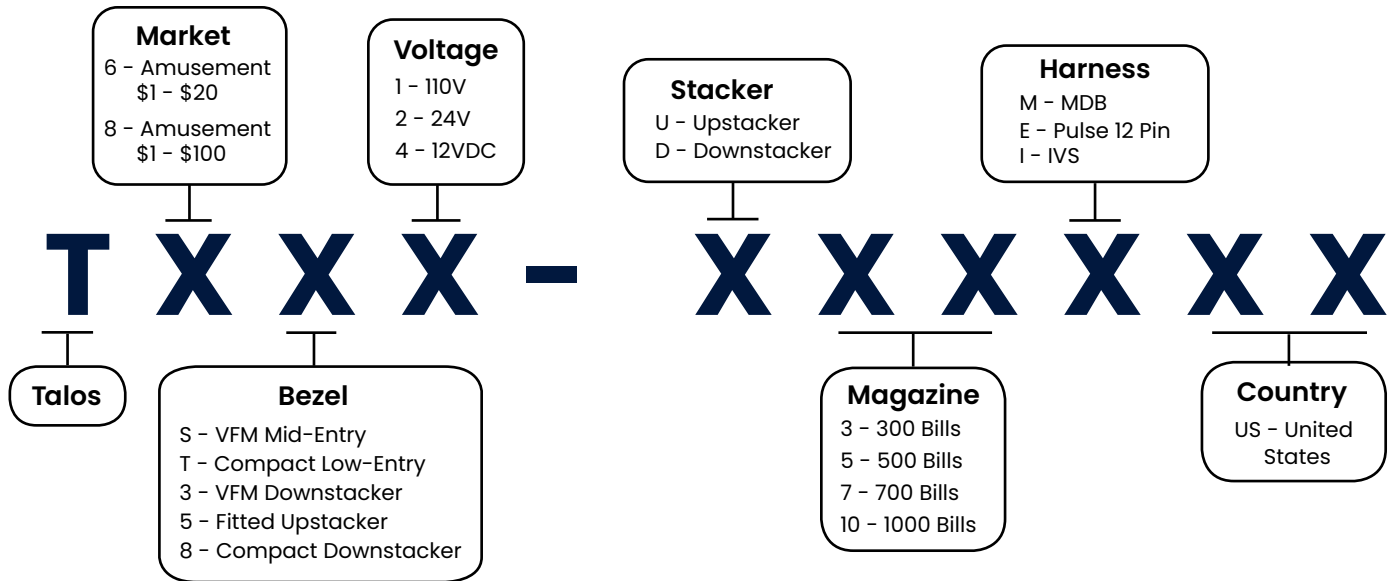 Market
6 - Amusement
$1 - $20
8 - Amusement
$1 - $100
Voltage
1 - 110V
2 - 24V
4 - 12VDC
Stacker
U - Upstacker
D - Downstacker
Harness
M - MDB
E - Pulse 12 Pin
I - IVS
T X X X - X X X X X X
Talos
Bezel
S - VFM Mid-Entry
T - Compact Low-Entry
3 - VFM Downstacker
5 - Fitted Upstacker
8 - Compact Downstacker
Magazine
3 - 300 Bills
5 - 500 Bills
7 - 700 Bills
10 - 1000 Bills
Country
US - United
States